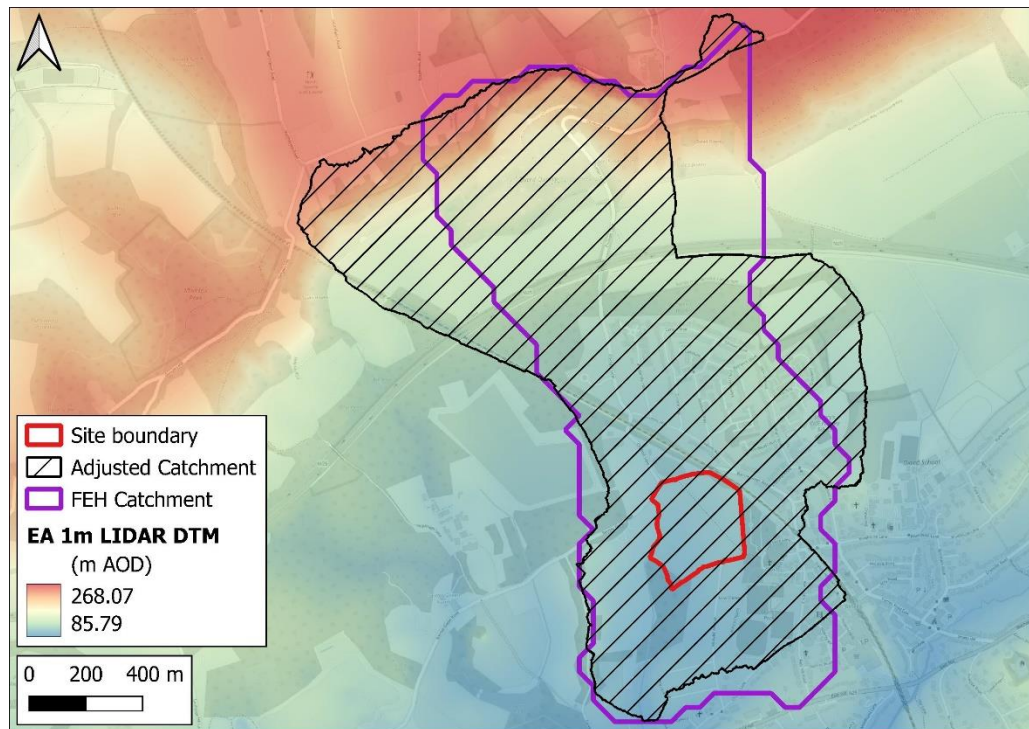 Site boundary
Adjusted Catchment
FEH Catchment
EA 1m LIDAR DTM
(m AOD)
268.07
85.79
0 200 400 m